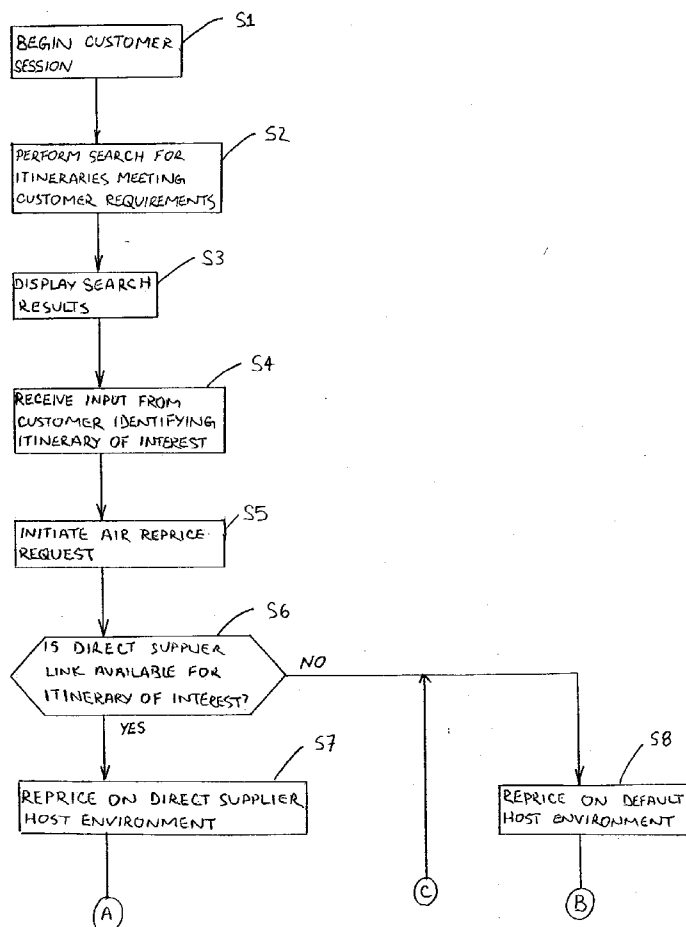 S1
BEGIN CUSTOMER
SESSION
S2
PERFORM SEARCH FOR
ITINERARIES MEETING
CUSTOMER REQUIREMENTS
S3
DISPLAY SEARCH
RESULTS
S4
RECEIVE INPUT FROM
CUSTOMER IDENTIFYING
ITINERARY OF INTEREST
S5
INITIATE AIR REPRICE
REQUEST
S6
IS DIRECT SUPPLIER
LINK AVAILABLE FOR
ITINERARY OF INTEREST?
NO
YES
S7
REPRICE ON DIRECT SUPPLIER
HOST ENVIRONMENT
S8
REPRICE ON DEFAULT
HOST ENVIRONMENT
A
C
B